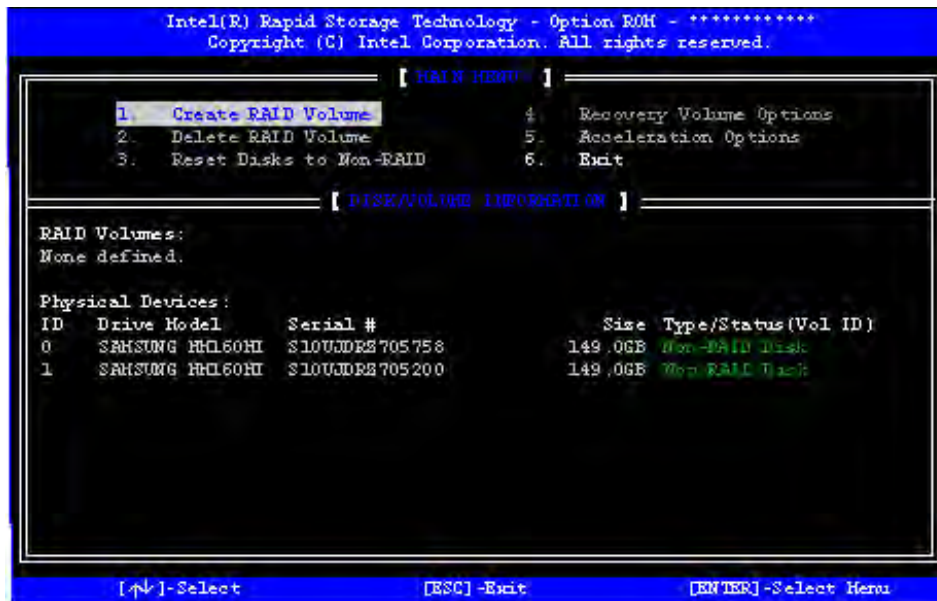 Intel(R) Rapid Storage Technology - Option ROM - ************
Copyright (C) Intel Corporation. All rights reserved.
[ MAIN MENU ]
1. Create RAID Volume
2. Delete RAID Volume
3. Reset Disks to Non-RAID
4. Recovery Volume Options
5. Acceleration Options
6. Exit
[ DISK/VOLUME INFORMATION ]
RAID Volumes:
None defined.
Physical Devices:
ID Drive Model Serial # Size Type/Status(Vol ID)
0 SAMSUNG HM160HI 149.0GB Non-RAID Disk
1 SAMSUNG HM160HI 149.0GB Non-RAID Disk
[↑↓]-Select [ESC]-Exit [ENTER]-Select Menu